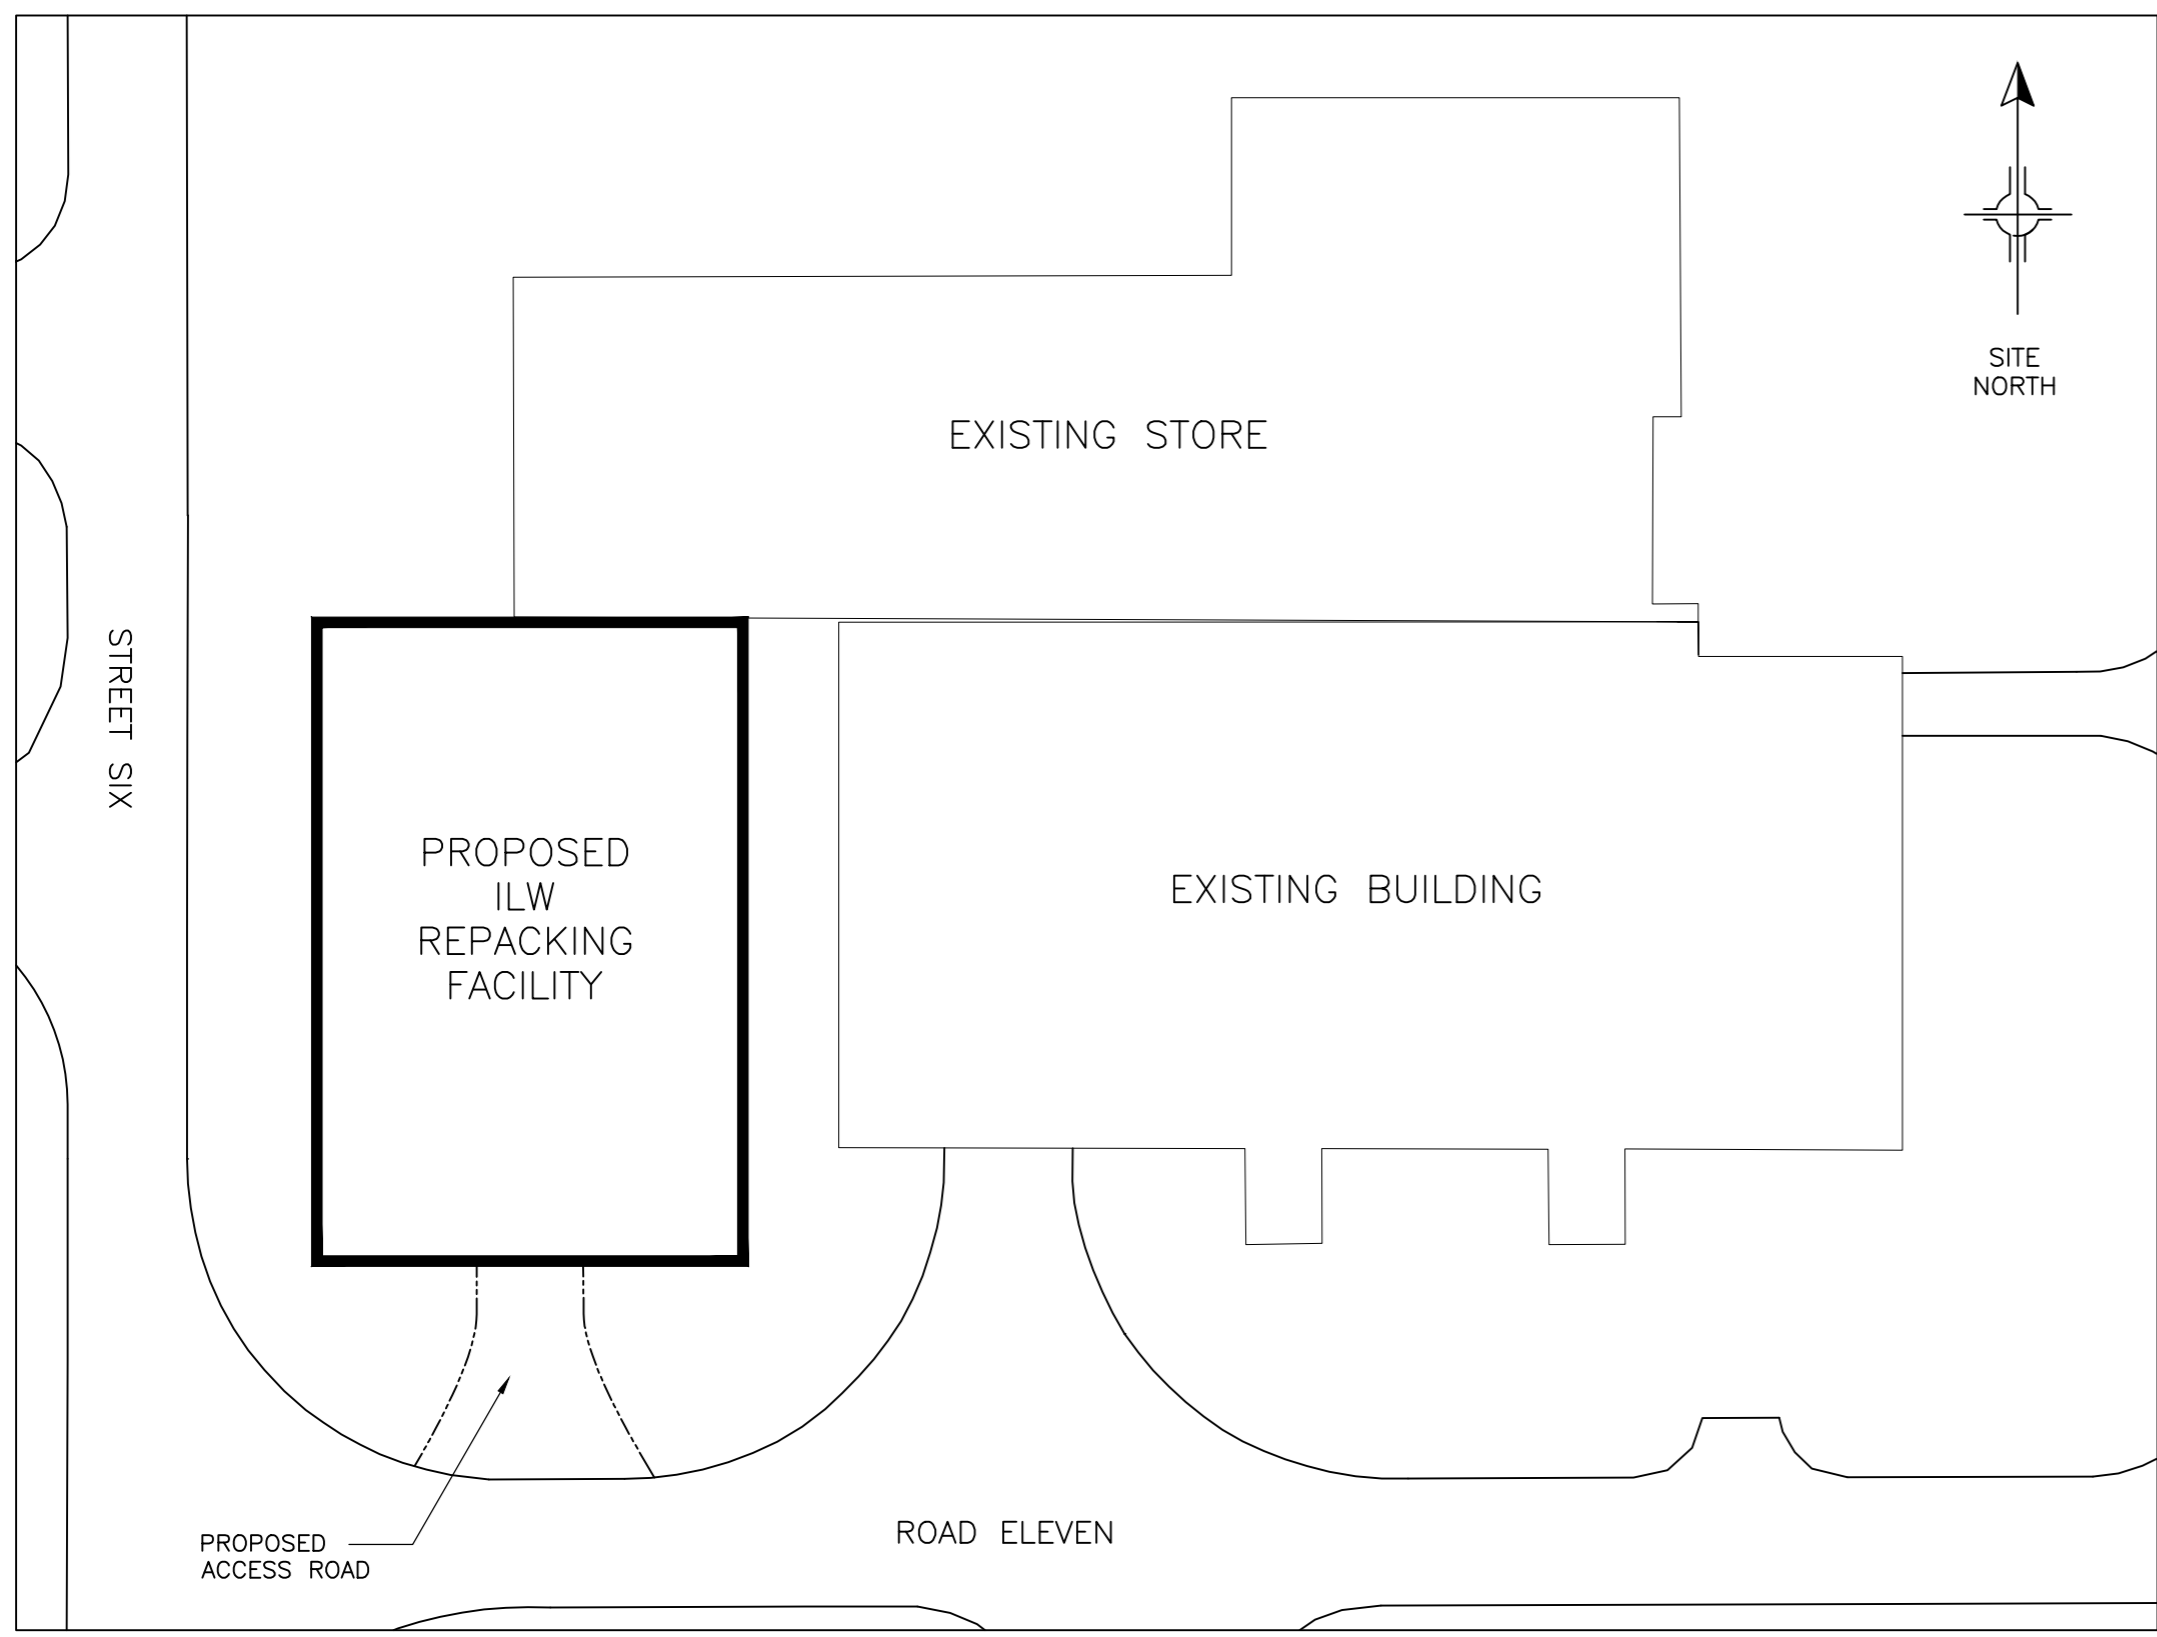 SITE
NORTH
EXISTING STORE
STREET SIX
PROPOSED
ILW
REPACKING
FACILITY
EXISTING BUILDING
ROAD ELEVEN
PROPOSED
ACCESS ROAD